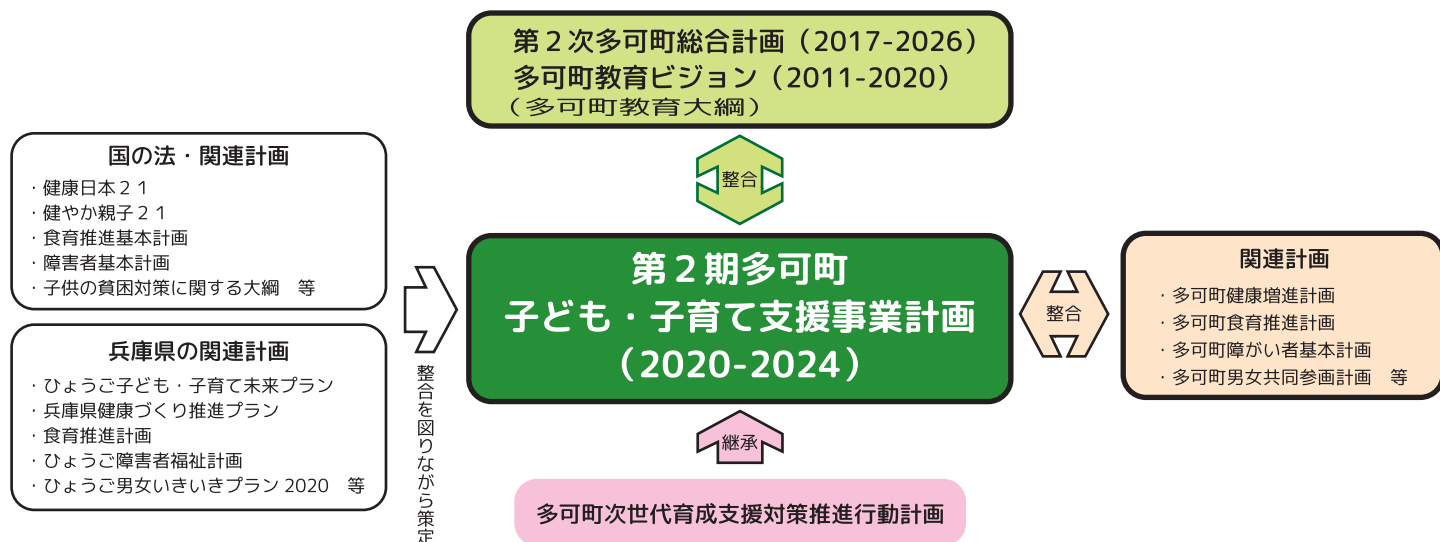 第２次多可町総合計画（2017-2026）
多可町教育ビジョン（2011-2020）
（多可町教育大綱）
整合
国の法・関連計画
・健康日本２１
・健やか親子２１
・食育推進基本計画
・障害者基本計画
・子供の貧困対策に関する大綱　等
兵庫県の関連計画
・ひょうご子ども・子育て未来プラン
・兵庫県健康づくり推進プラン
・食育推進計画
・ひょうご障害者福祉計画
・ひょうご男女いきいきプラン 2020　等
整合を図りながら策定
第２期多可町
子ども・子育て支援事業計画
（2020-2024）
整合
関連計画
・多可町健康増進計画
・多可町食育推進計画
・多可町障がい者基本計画
・多可町男女共同参画計画　等
継承
多可町次世代育成支援対策推進行動計画